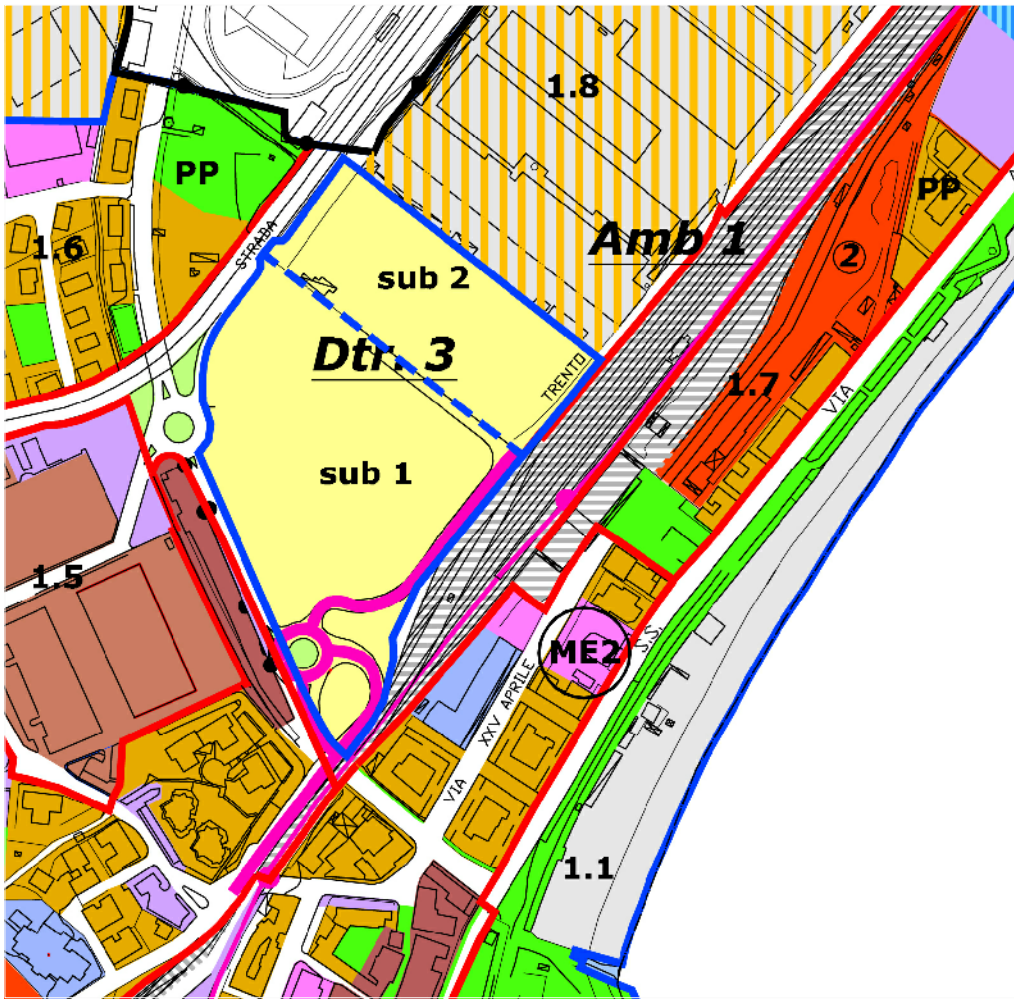 1.8
PP
PP
Amb 1
1.6
STRADA
2
sub 2
Dtr. 3
TRENTO
1.7
VIA
sub 1
1.5
ME2
S.S.
XXV APRILE
VIA
1.1